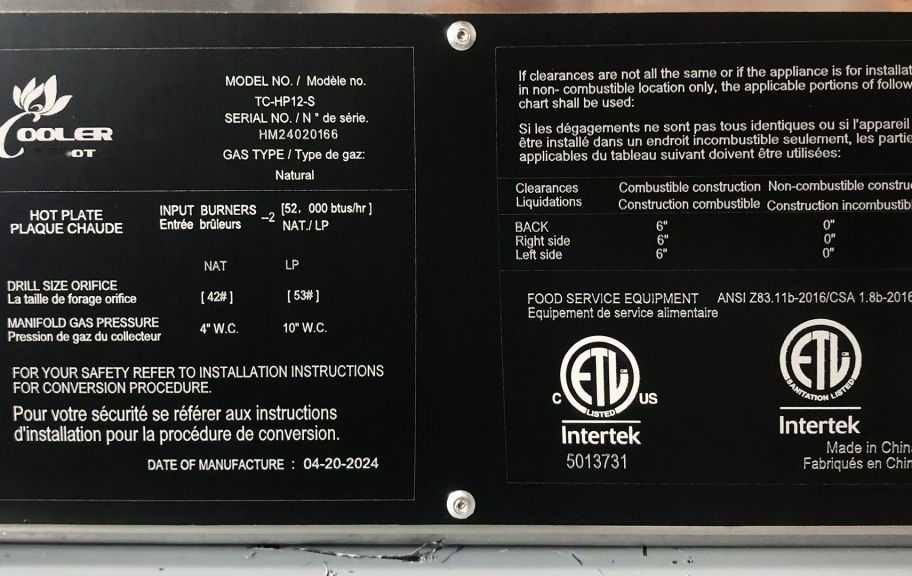 COOLER
OT
MODEL NO. / Modèle no.
TC-HP12-S
SERIAL NO. / N ° de série.
HM24020166
GAS TYPE / Type de gaz:
Natural
HOT PLATE
PLAQUE CHAUDE
INPUT BURNERS –2 [52, 000 btus/hr]
Entrée brûleurs NAT./ LP
NAT LP
DRILL SIZE ORIFICE
La taille de forage orifice [ 42#] [ 53#]
MANIFOLD GAS PRESSURE
Pression de gaz du collecteur 4" W.C. 10" W.C.
FOR YOUR SAFETY REFER TO INSTALLATION INSTRUCTIONS
FOR CONVERSION PROCEDURE.
Pour votre sécurité se référer aux instructions
d'installation pour la procédure de conversion.
DATE OF MANUFACTURE : 04-20-2024
If clearances are not all the same or if the appliance is for installat
in non- combustible location only, the applicable portions of follow
chart shall be used:
Si les dégagements ne sont pas tous identiques ou si l'appareil
être installé dans un endroit incombustible seulement, les partie
applicables du tableau suivant doivent être utilisées:
Clearances Combustible construction Non-combustible construc
Liquidations Construction combustible Construction incombustibl
BACK 6" 0"
Right side 6" 0"
Left side 6" 0"
FOOD SERVICE EQUIPMENT ANSI Z83.11b-2016/CSA 1.8b-2016
Equipement de service alimentaire
C ETL US
LISTED
Intertek
5013731
ETL
SANITATION LISTED
Intertek
Made in China
Fabriqués en Chin